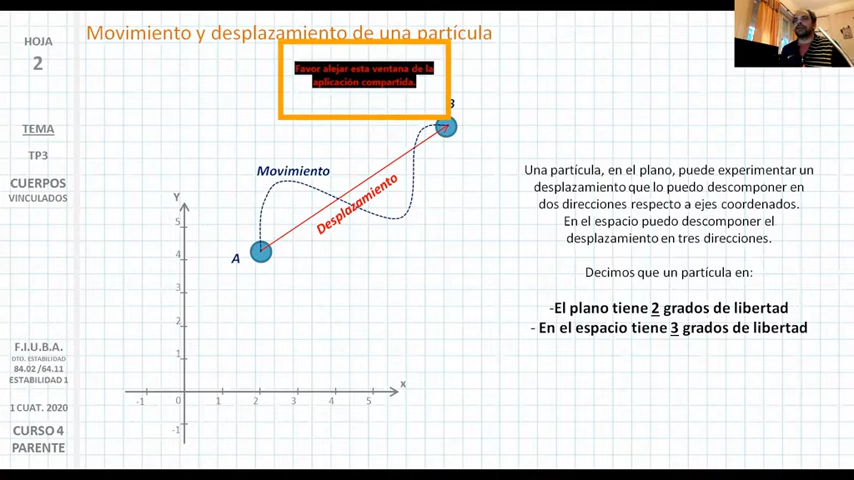 Movimiento y desplazamiento de una partícula
HOJA
2
TEMA
TP3
CUERPOS
VINCULADOS
F.I.U.B.A.
DTO. ESTABILIDAD
84.02 /64.11
ESTABILIDAD 1
1 CUAT. 2020
CURSO 4
PARENTE
Favor alejar esta ventana de la
aplicación compartida.
B
Movimiento
Desplazamiento
A
Y
5
4
3
2
1
-1
0
1
2
3
4
5
x
-1
Una partícula, en el plano, puede experimentar un
desplazamiento que lo puedo descomponer en
dos direcciones respecto a ejes coordenados.
En el espacio puedo descomponer el
desplazamiento en tres direcciones.
Decimos que un partícula en:
-El plano tiene 2 grados de libertad
- En el espacio tiene 3 grados de libertad